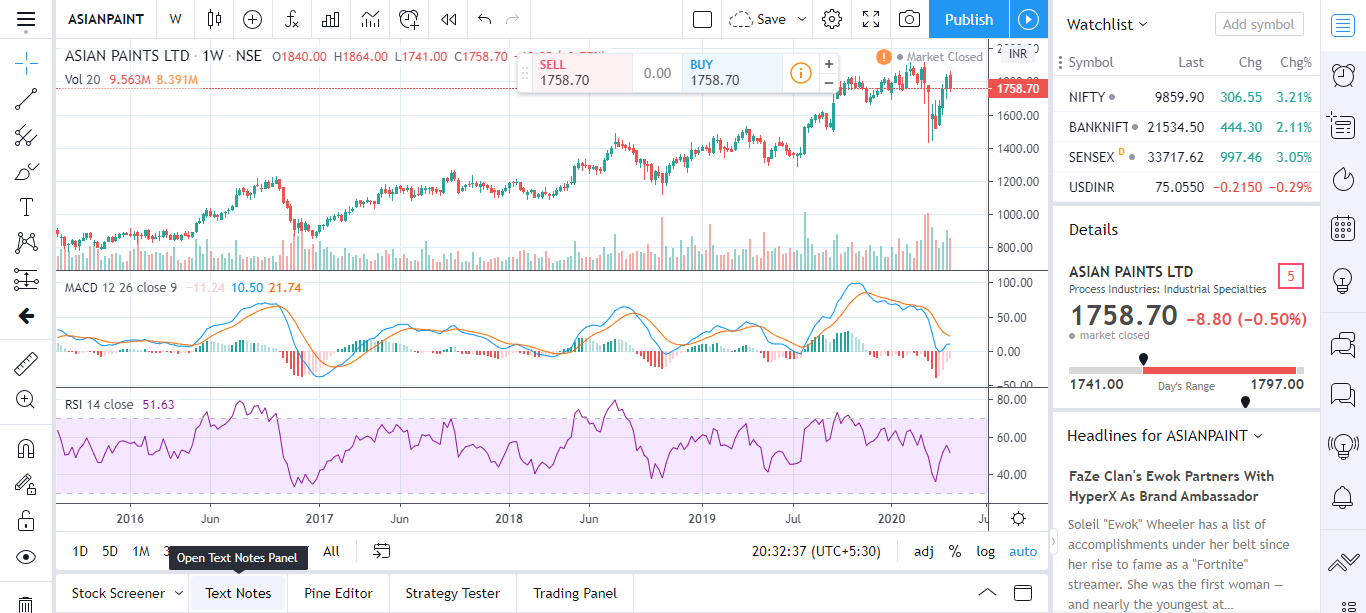 ASIANPAINT W Save Publish
ASIAN PAINTS LTD · 1W · NSE O1840.00 H1864.00 L1741.00 C1758.70
Vol 20 9.563M 8.391M
SELL
1758.70
0.00
BUY
1758.70
Market Closed
INR
1758.70
1600.00
1400.00
1200.00
1000.00
800.00
MACD 12 26 close 9 −11.24 10.50 21.74
100.00
50.00
0.00
−50.00
RSI 14 close 51.63
80.00
60.00
40.00
2016 Jun 2017 Jun 2018 Jun 2019 Jul 2020
1D 5D 1M All
Open Text Notes Panel
20:32:37 (UTC+5:30) adj % log auto
Stock Screener Text Notes Pine Editor Strategy Tester Trading Panel
Watchlist Add symbol
Symbol Last Chg Chg%
NIFTY 9859.90 306.55 3.21%
BANKNIFT 21534.50 444.30 2.11%
SENSEX D 33717.62 997.46 3.05%
USDINR 75.0550 −0.2150 −0.29%
Details
ASIAN PAINTS LTD 5
Process Industries: Industrial Specialties
1758.70 −8.80 (−0.50%)
market closed
1741.00 Day's Range 1797.00
Headlines for ASIANPAINT
FaZe Clan's Ewok Partners With
HyperX As Brand Ambassador
Soleil "Ewok" Wheeler has a list of
accomplishments under her belt since
her rise to fame as a "Fortnite"
streamer. She was the first woman —
and nearly the youngest at...